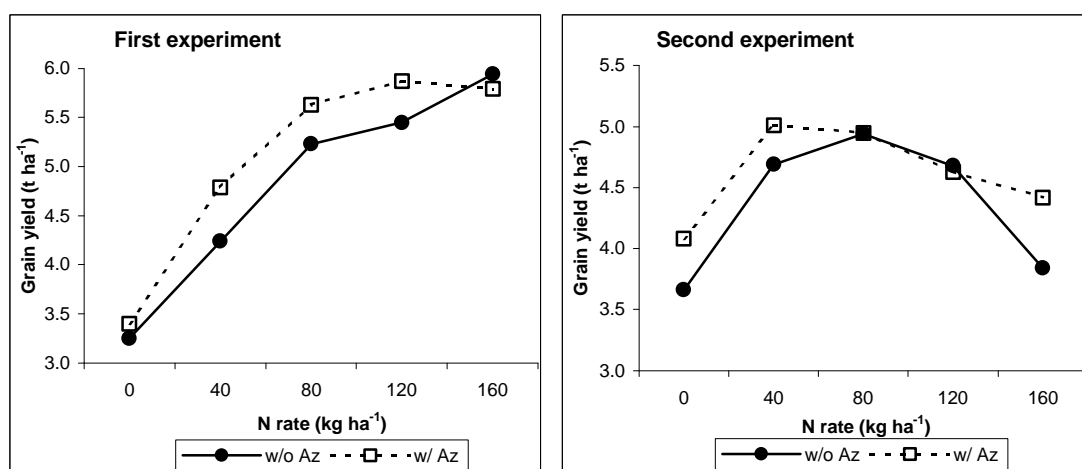 First experiment
6.0
5.5
5.0
4.5
4.0
3.5
3.0
Grain yield (t ha⁻¹)
0 40 80 120 160
N rate (kg ha⁻¹)
w/o Az w/ Az
Second experiment
5.5
5.0
4.5
4.0
3.5
3.0
Grain yield (t ha⁻¹)
0 40 80 120 160
N rate (kg ha⁻¹)
w/o Az w/ Az